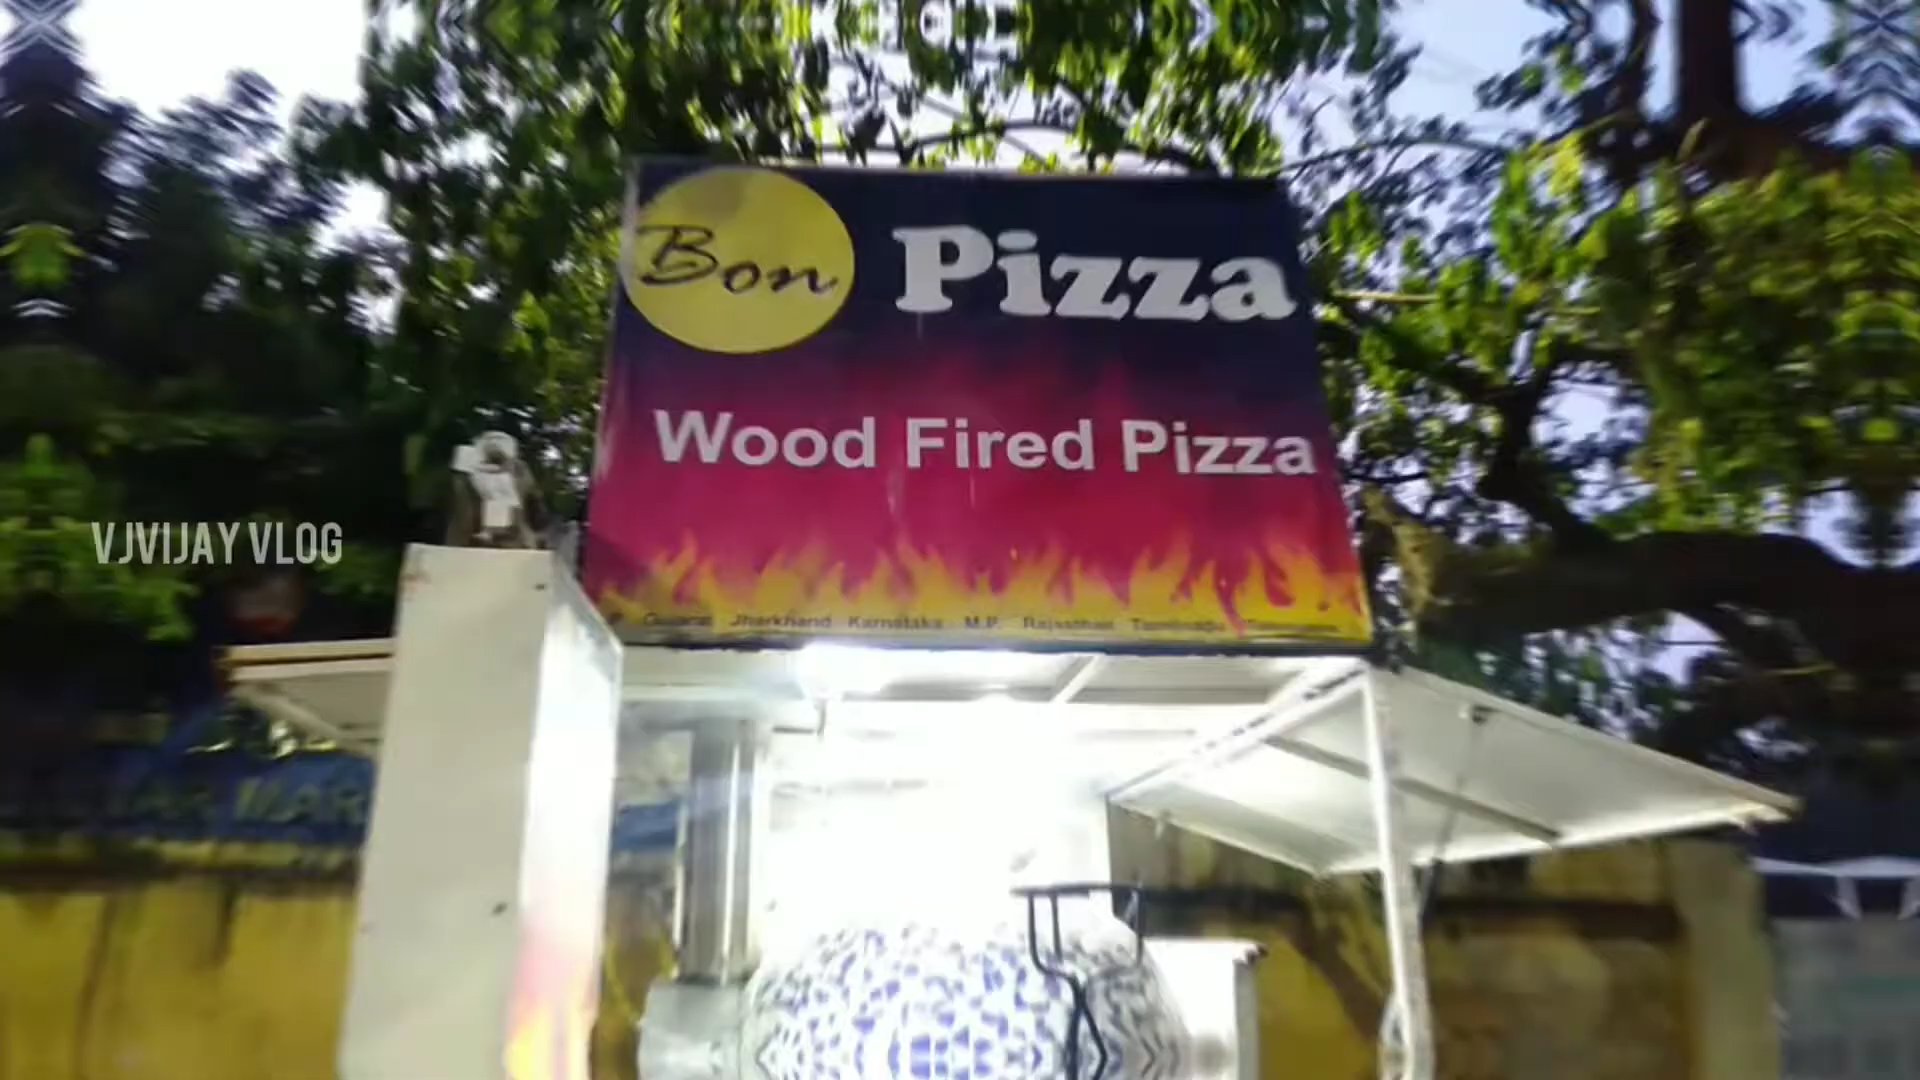 Bon Pizza
Wood Fired Pizza
Gujarat Jharkhand Karnataka M.P. Rajasthan Tamilnadu
VJVIJAY VLOG